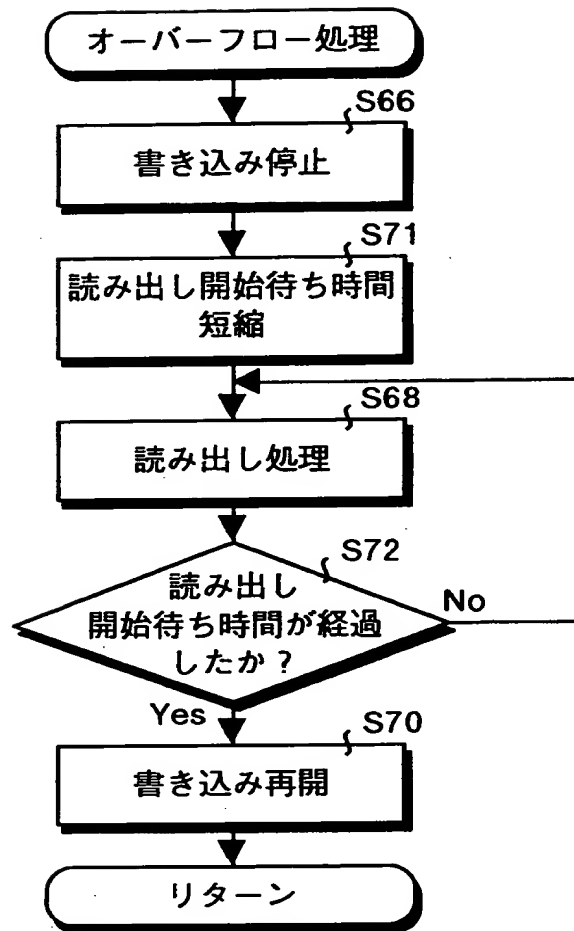 オーバーフロー処理
S66
書き込み停止
S71
読み出し開始待ち時間
短縮
S68
読み出し処理
S72
読み出し
開始待ち時間が経過
したか？
No
Yes
S70
書き込み再開
リターン